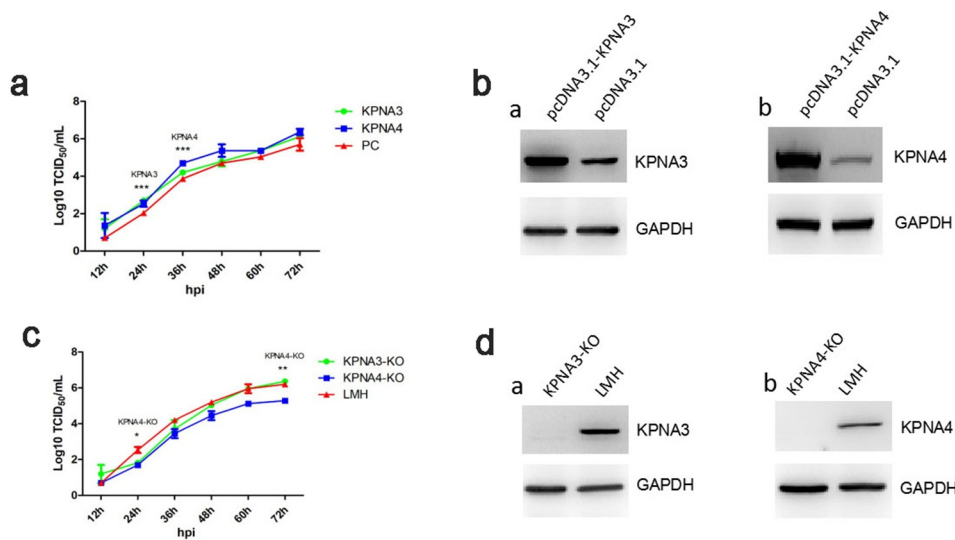 a
KPNA3
KPNA4
PC
KPNA4
***
KPNA3
***
Log10 TCID50/mL
8
6
4
2
0
12h 24h 36h 48h 60h 72h
hpi
b
a
pcDNA3.1-KPNA3
pcDNA3.1
KPNA3
GAPDH
b
pcDNA3.1-KPNA4
pcDNA3.1
KPNA4
GAPDH
c
KPNA3-KO
KPNA4-KO
LMH
KPNA4-KO
**
KPNA4-KO
*
Log10 TCID50/mL
8
6
4
2
0
12h 24h 36h 48h 60h 72h
hpi
d
a
KPNA3-KO
LMH
KPNA3
GAPDH
b
KPNA4-KO
LMH
KPNA4
GAPDH